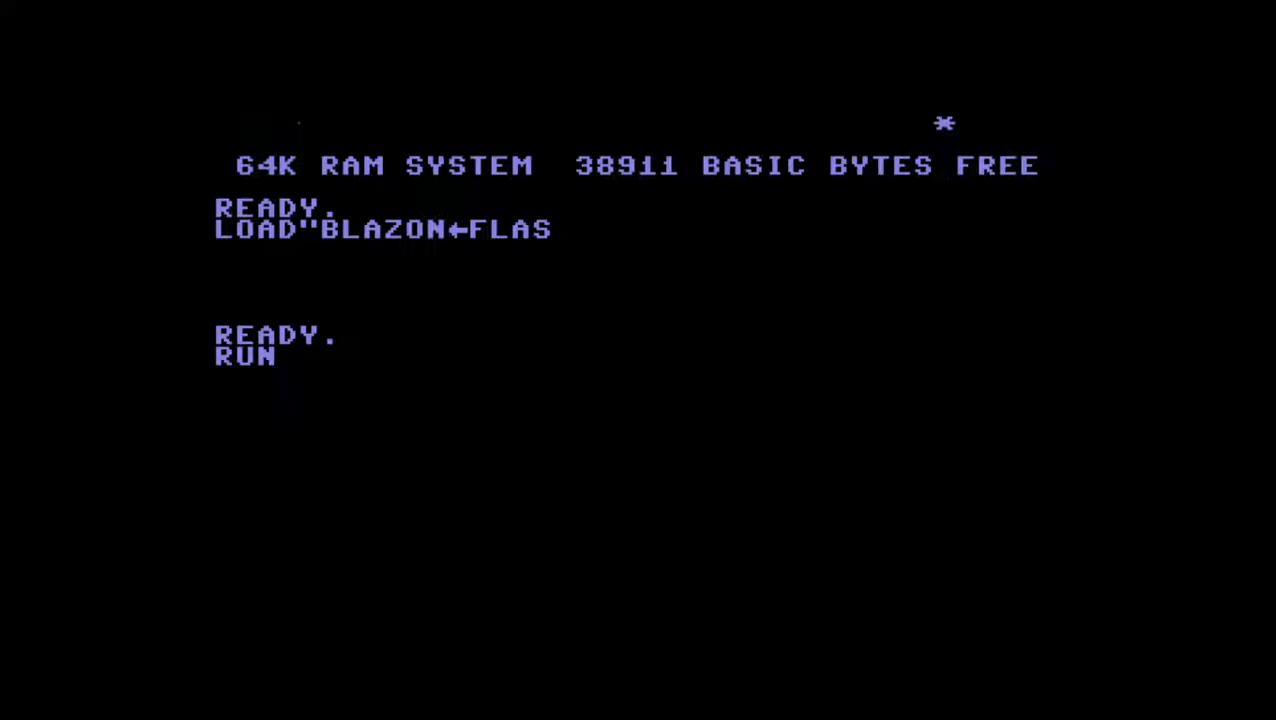 *
64K RAM SYSTEM  38911 BASIC BYTES FREE
READY.
LOAD"BLAZON←FLAS
READY.
RUN